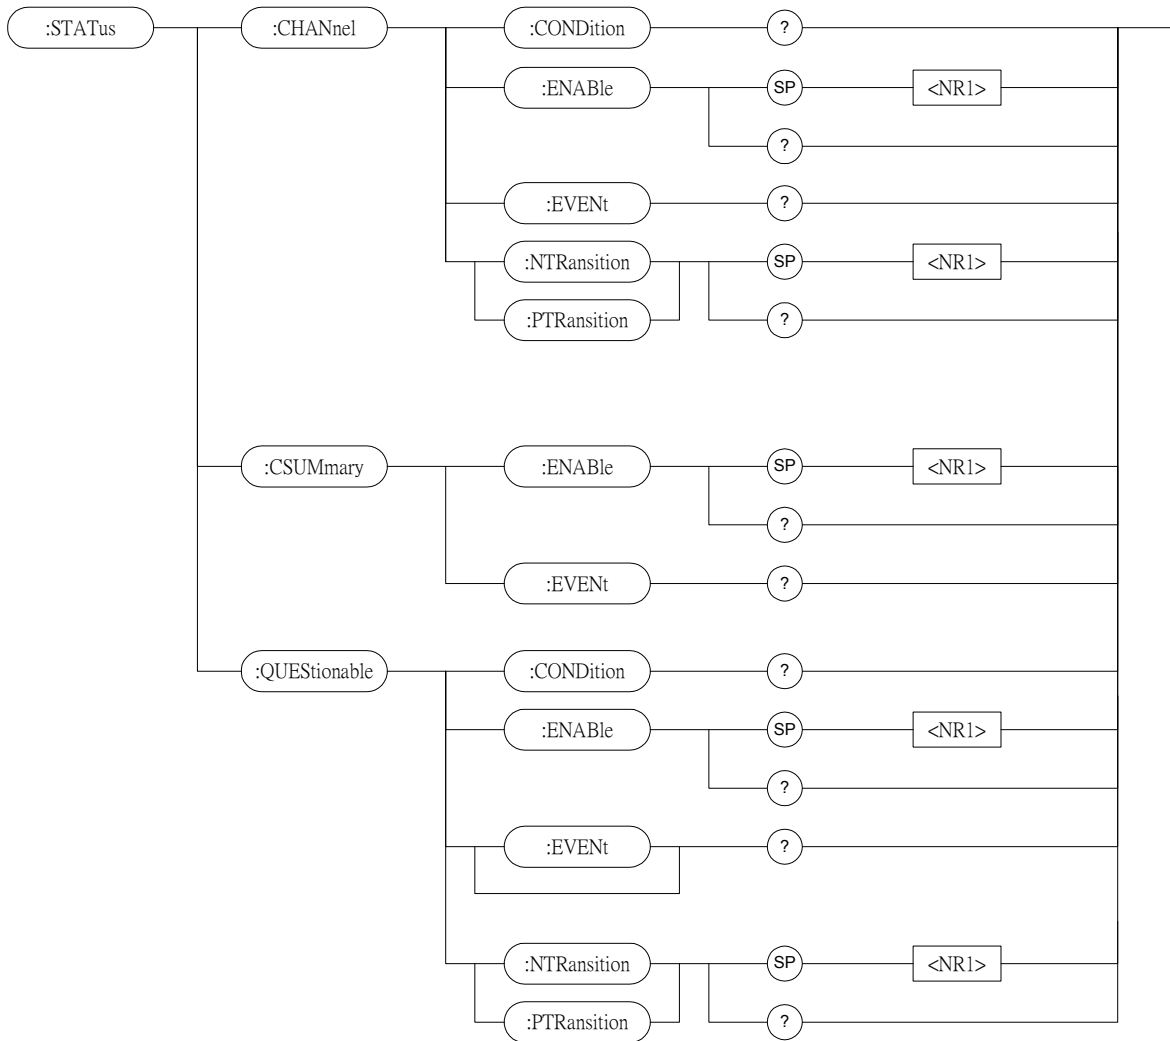 :STATus :CHANnel :CONDition ?
:ENABle SP <NR1>
?
:EVENt ?
:NTRansition SP <NR1>
:PTRansition ?
:CSUMmary :ENABle SP <NR1>
?
:EVENt ?
:QUEStionable :CONDition ?
:ENABle SP <NR1>
?
:EVENt ?
:NTRansition SP <NR1>
:PTRansition ?